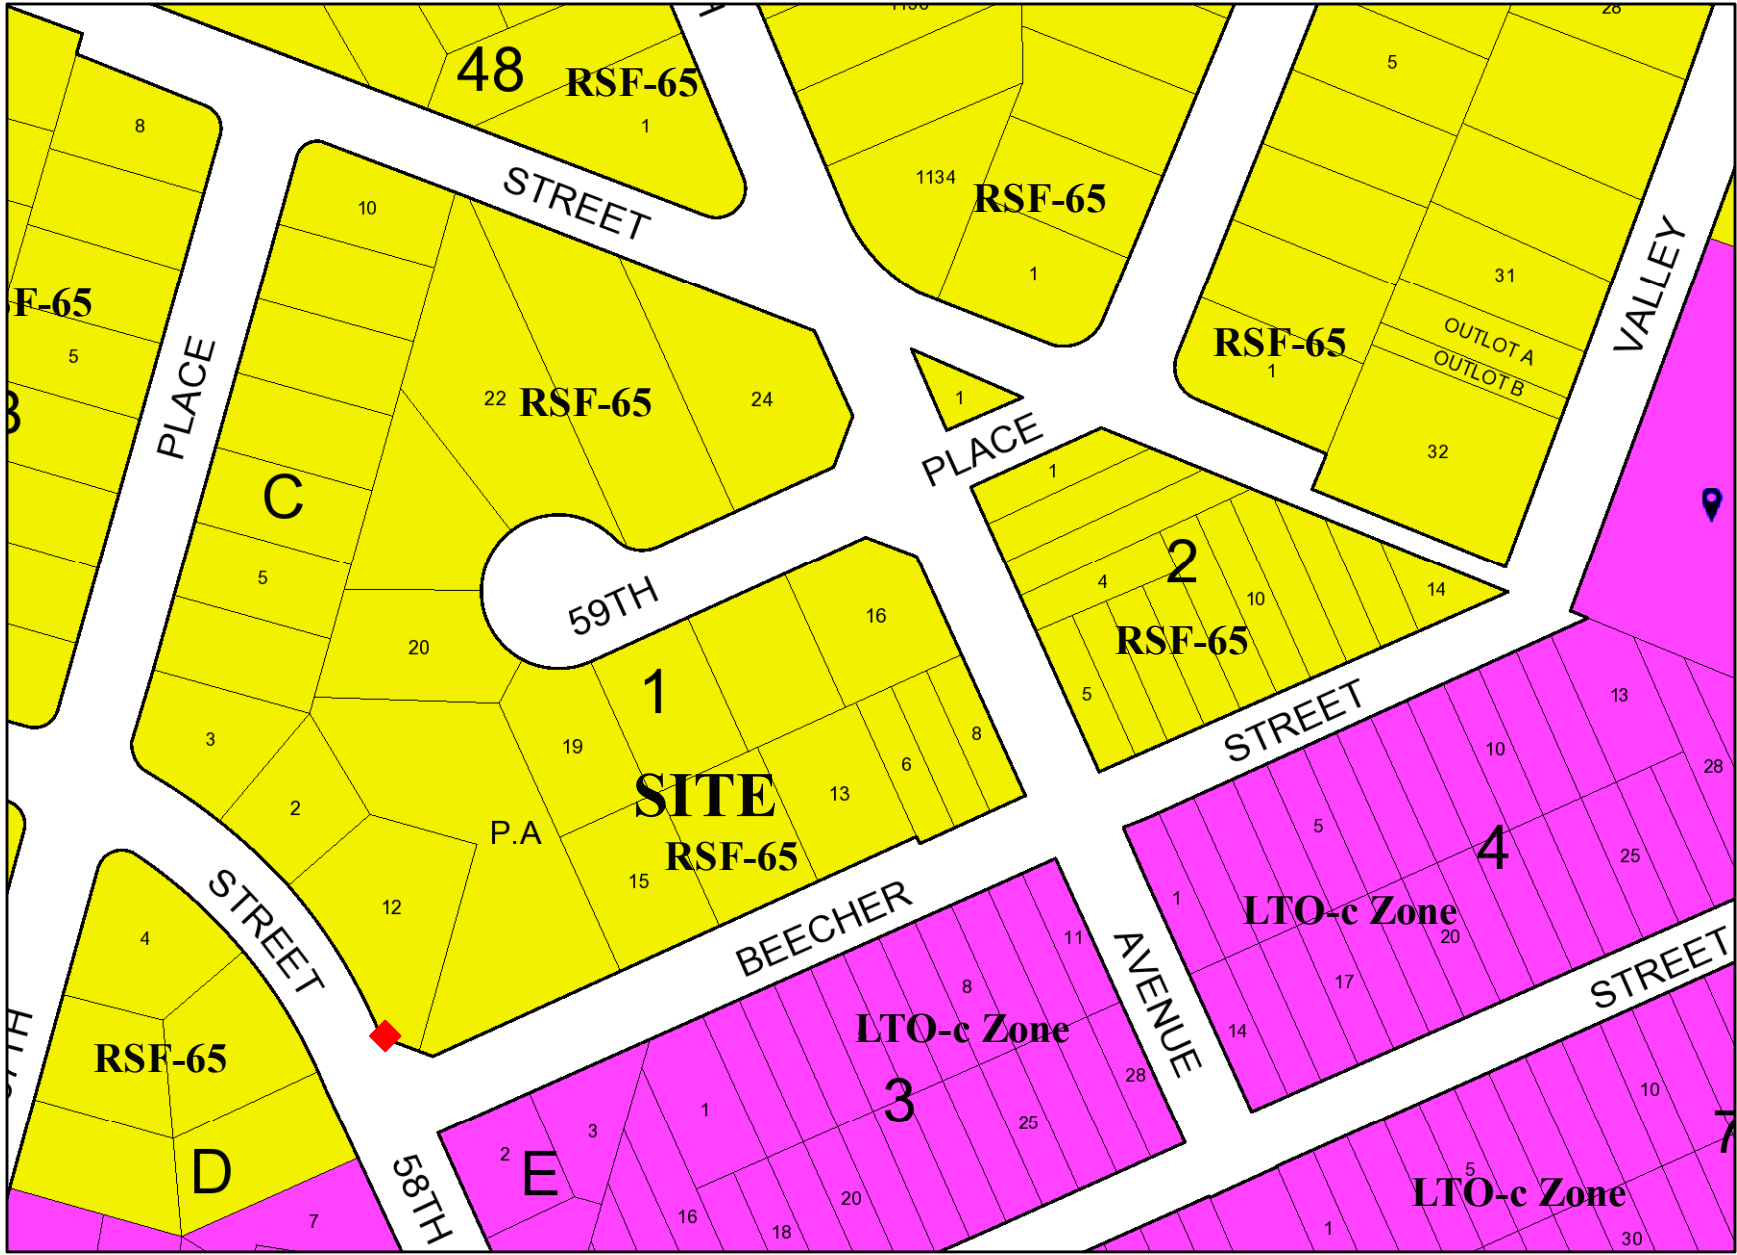 28
5
48
RSF-65
8
1
STREET
1134
RSF-65
10
VALLEY
1
31
F-65
OUTLOT A
RSF-65
5
PLACE
OUTLOT B
1
22
RSF-65
24
1
PLACE
32
1
C
2
4
5
14
10
59TH
16
RSF-65
20
1
5
13
STREET
3
19
8
10
6
28
SITE
13
2
5
P.A
4
RSF-65
25
15
1
LTO-c Zone
12
BEECHER
STREET
4
11
20
AVENUE
STREET
17
8
LTO-c Zone
14
RSF-65
TH
28
10
3
1
25
3
7
2
E
D
58TH
5
LTO-c Zone
20
16
7
18
1
30